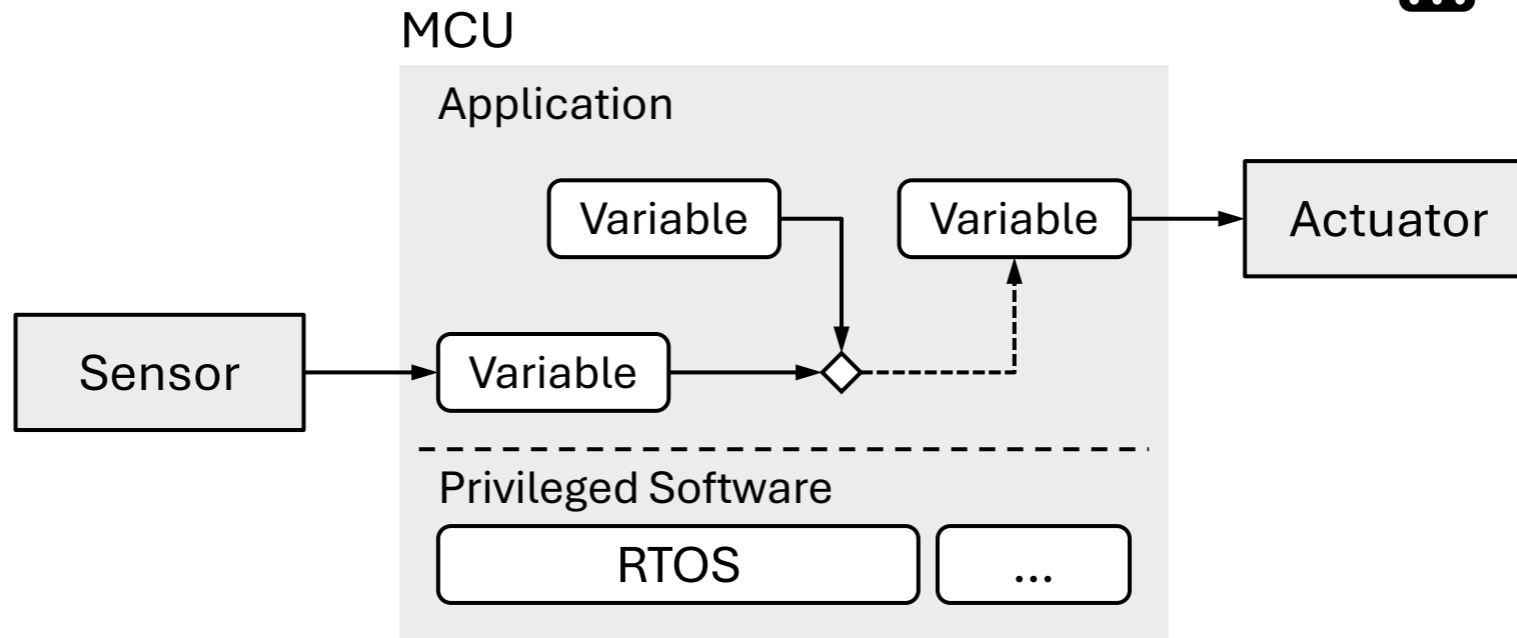 MCU
Application
Variable
Variable
Actuator
Sensor
Variable
Privileged Software
RTOS
...